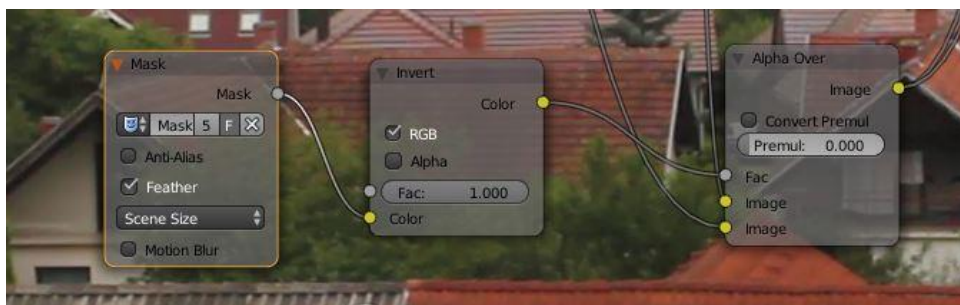 Mask
Mask
Mask 5 F
Anti-Alias
Feather
Scene Size
Motion Blur
Invert
Color
RGB
Alpha
Fac: 1.000
Color
Alpha Over
Image
Convert Premul
Premul: 0.000
Fac
Image
Image